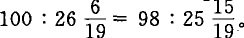 100 : 26 6/19 = 98 : 25 15/19。